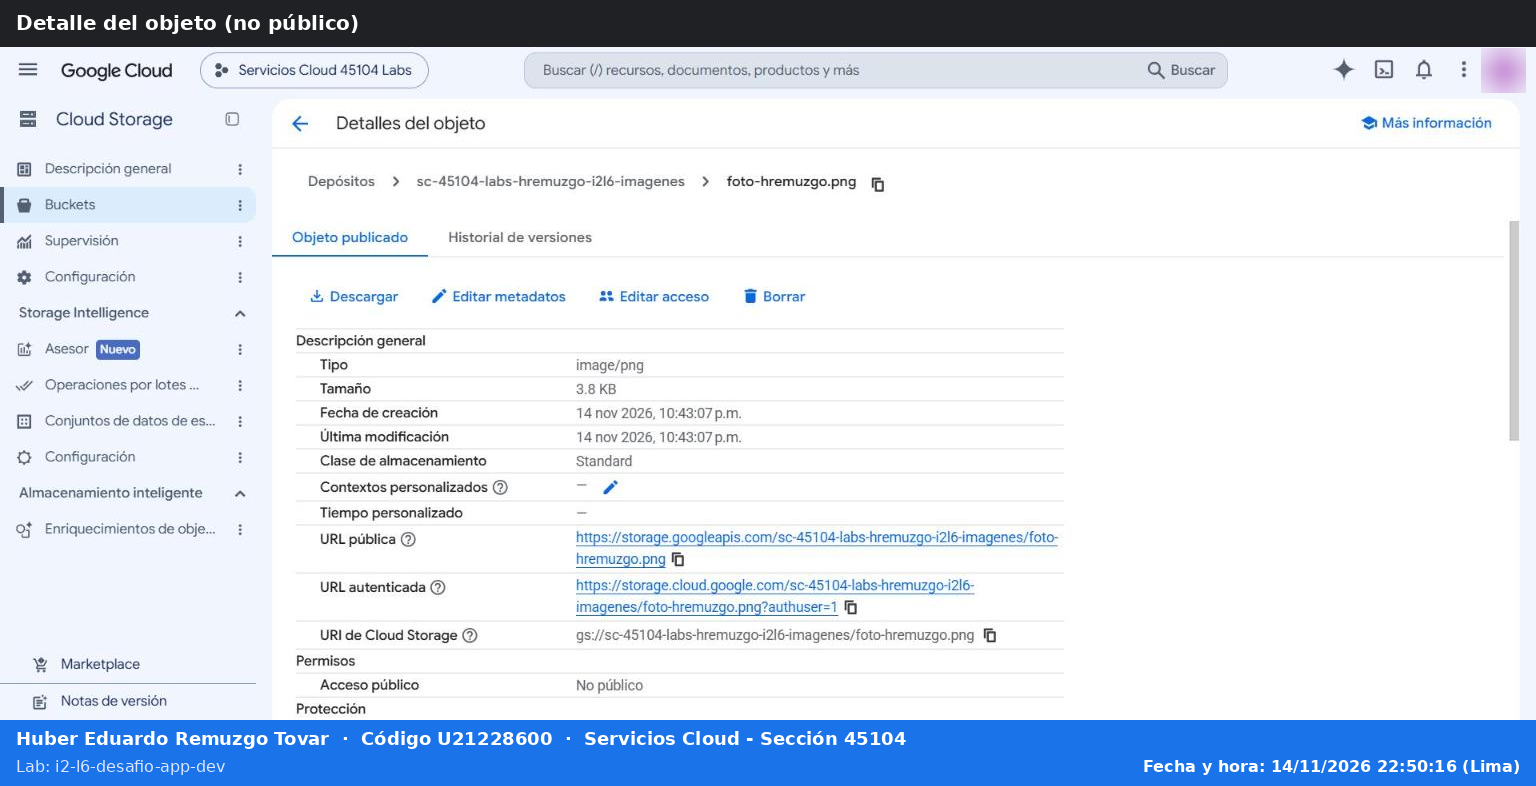 Detalle del objeto (no público)
Google Cloud
Servicios Cloud 45104 Labs
Buscar (/) recursos, documentos, productos y más
Buscar
Cloud Storage
Descripción general
Buckets
Supervisión
Configuración
Storage Intelligence
Asesor Nuevo
Operaciones por lotes ...
Conjuntos de datos de es...
Configuración
Almacenamiento inteligente
Enriquecimientos de obje...
Marketplace
Notas de versión
Detalles del objeto
Más información
Depósitos > sc-45104-labs-hremuzgo-i2l6-imagenes > foto-hremuzgo.png
Objeto publicado
Historial de versiones
Descargar
Editar metadatos
Editar acceso
Borrar
Descripción general
Tipo image/png
Tamaño 3.8 KB
Fecha de creación 14 nov 2026, 10:43:07 p.m.
Última modificación 14 nov 2026, 10:43:07 p.m.
Clase de almacenamiento Standard
Contextos personalizados —
Tiempo personalizado —
URL pública https://storage.googleapis.com/sc-45104-labs-hremuzgo-i2l6-imagenes/foto-
hremuzgo.png
URL autenticada https://storage.cloud.google.com/sc-45104-labs-hremuzgo-i2l6-
imagenes/foto-hremuzgo.png?authuser=1
URI de Cloud Storage gs://sc-45104-labs-hremuzgo-i2l6-imagenes/foto-hremuzgo.png
Permisos
Acceso público No público
Protección
Huber Eduardo Remuzgo Tovar · Código U21228600 · Servicios Cloud - Sección 45104
Lab: i2-l6-desafio-app-dev
Fecha y hora: 14/11/2026 22:50:16 (Lima)